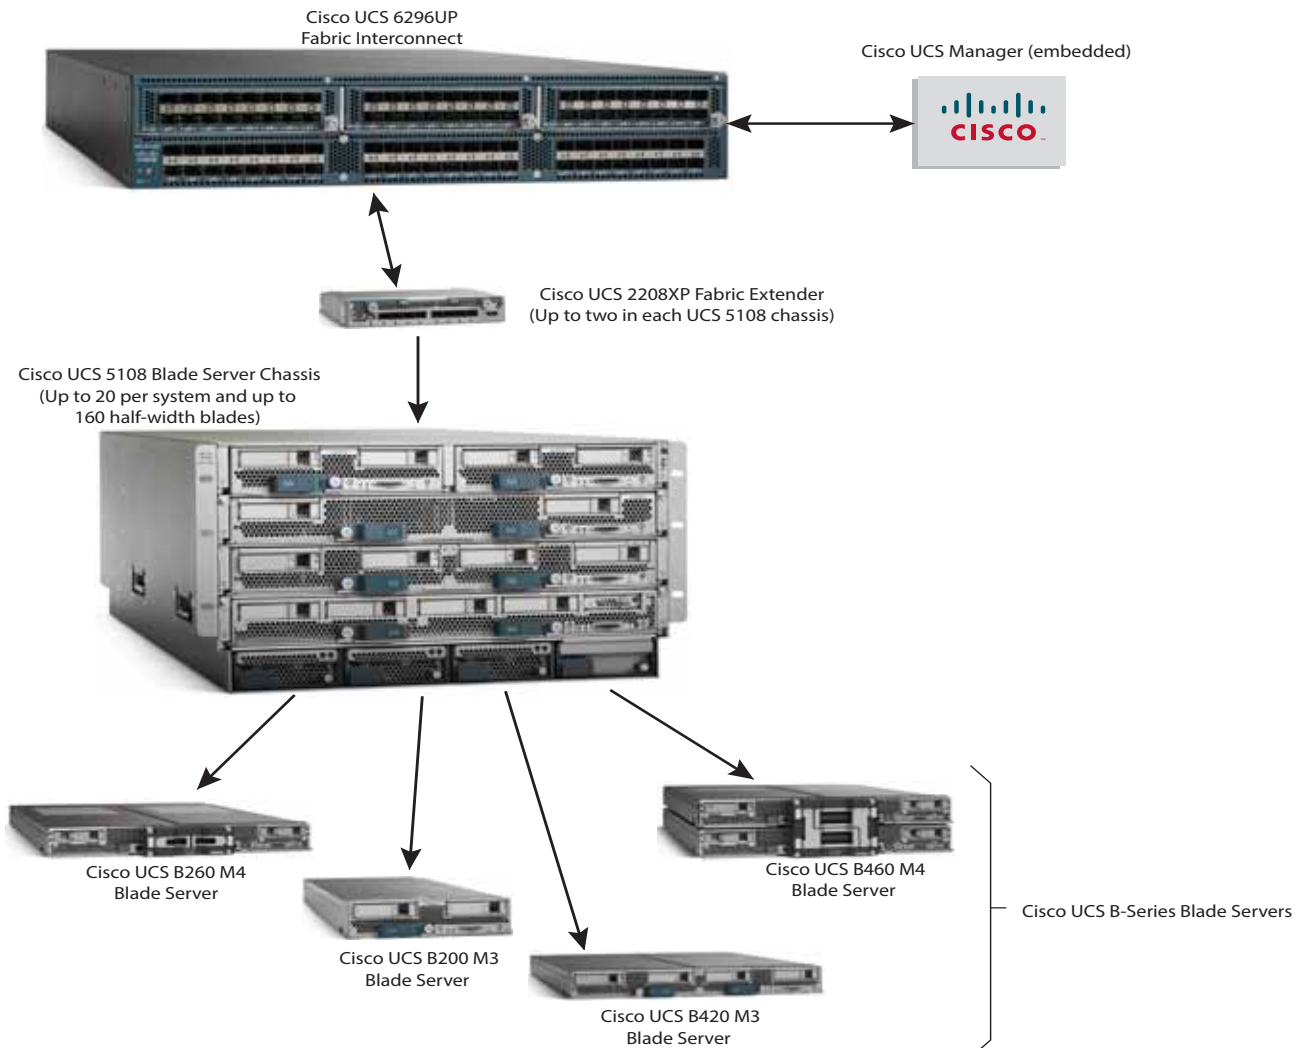 Cisco UCS 6296UP
Fabric Interconnect
Cisco UCS Manager (embedded)
CISCO
Cisco UCS 2208XP Fabric Extender
(Up to two in each UCS 5108 chassis)
Cisco UCS 5108 Blade Server Chassis
(Up to 20 per system and up to
160 half-width blades)
Cisco UCS B260 M4
Blade Server
Cisco UCS B200 M3
Blade Server
Cisco UCS B420 M3
Blade Server
Cisco UCS B460 M4
Blade Server
Cisco UCS B-Series Blade Servers